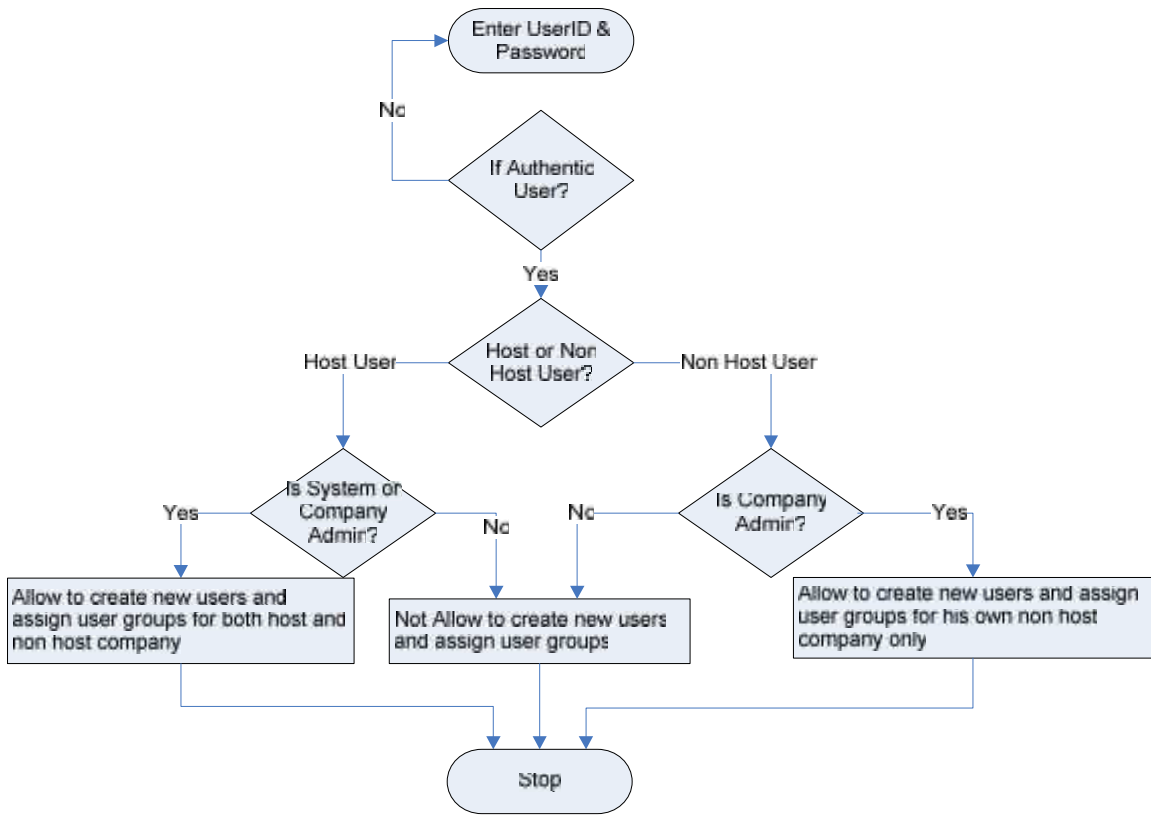 Enter UserID &
Password
No
If Authentic
User?
Yes
Host User
Host or Non
Host User?
Non Host User
Yes
Is System or
Company
Admin?
No
No
Is Company
Admin?
Yes
Allow to create new users and
assign user groups for both host and
non host company
Not Allow to create new users
and assign user groups
Allow to create new users and assign
user groups for his own non host
company only
Stop